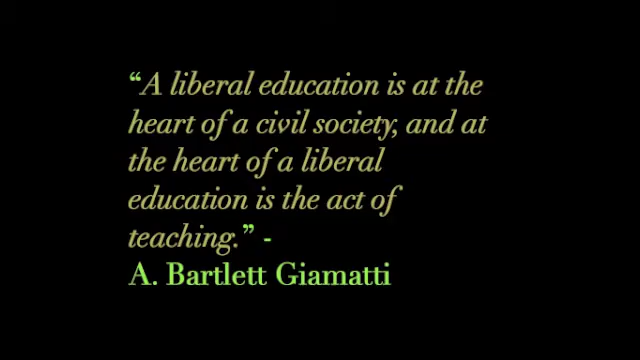 “A liberal education is at the
heart of a civil society, and at
the heart of a liberal
education is the act of
teaching.” -
A. Bartlett Giamatti